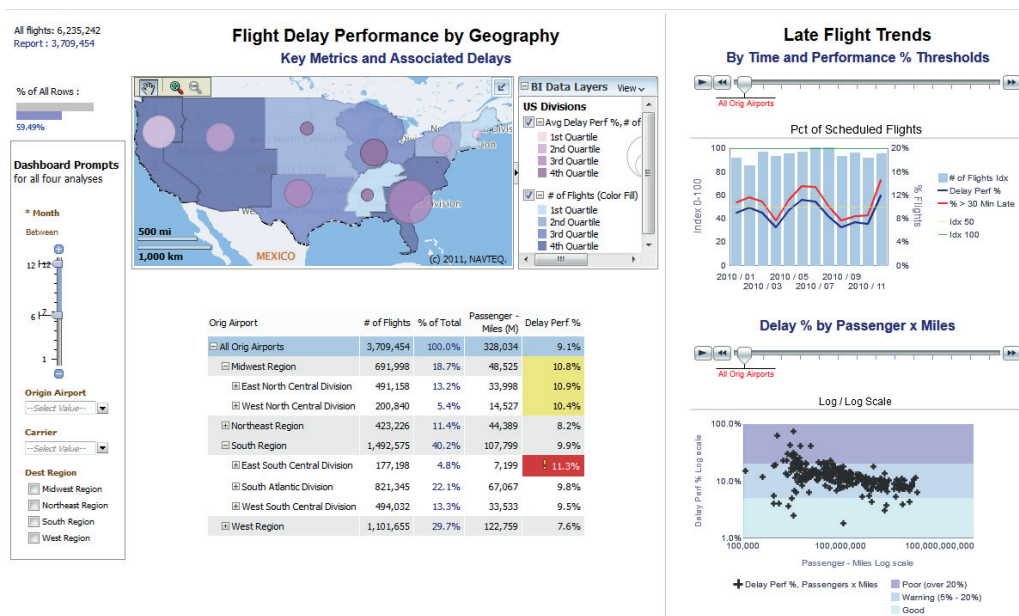 All flights: 6,235,242
Report : 3,709,454
% of All Rows :
59.49%
Dashboard Prompts
for all four analyses
* Month
Between
12
12
7
6
1
Origin Airport
--Select Value--
Carrier
--Select Value--
Dest Region
Midwest Region
Northeast Region
South Region
West Region
Flight Delay Performance by Geography
Key Metrics and Associated Delays
500 mi
1,000 km
MEXICO
(c) 2011, NAVTEQ.
BI Data Layers View
US Divisions
Avg Delay Perf %, # of
1st Quartile
2nd Quartile
3rd Quartile
4th Quartile
# of Flights (Color Fill)
1st Quartile
2nd Quartile
3rd Quartile
4th Quartile
Orig Airport # of Flights % of Total Passenger - Miles (M) Delay Perf %
All Orig Airports 3,709,454 100.0% 328,034 9.1%
Midwest Region 691,998 18.7% 48,525 10.8%
East North Central Division 491,158 13.2% 33,998 10.9%
West North Central Division 200,840 5.4% 14,527 10.4%
Northeast Region 423,226 11.4% 44,389 8.2%
South Region 1,492,575 40.2% 107,799 9.9%
East South Central Division 177,198 4.8% 7,199 ! 11.3%
South Atlantic Division 821,345 22.1% 67,067 9.8%
West South Central Division 494,032 13.3% 33,533 9.5%
West Region 1,101,655 29.7% 122,759 7.6%
Late Flight Trends
By Time and Performance % Thresholds
All Orig Airports
Pct of Scheduled Flights
100
80
60
40
20
0
Index 0-100
20%
16%
12%
8%
4%
0%
% Flights
2010 / 01 2010 / 05 2010 / 09
2010 / 03 2010 / 07 2010 / 11
# of Flights Idx
Delay Perf %
% > 30 Min Late
Idx 50
Idx 100
Delay % by Passenger x Miles
All Orig Airports
Log / Log Scale
100.0%
10.0%
1.0%
Delay Perf % Log scale
100,000 100,000,000 100,000,000,000
Passenger - Miles Log scale
Delay Perf %, Passengers x Miles
Poor (over 20%)
Warning (5% - 20%)
Good